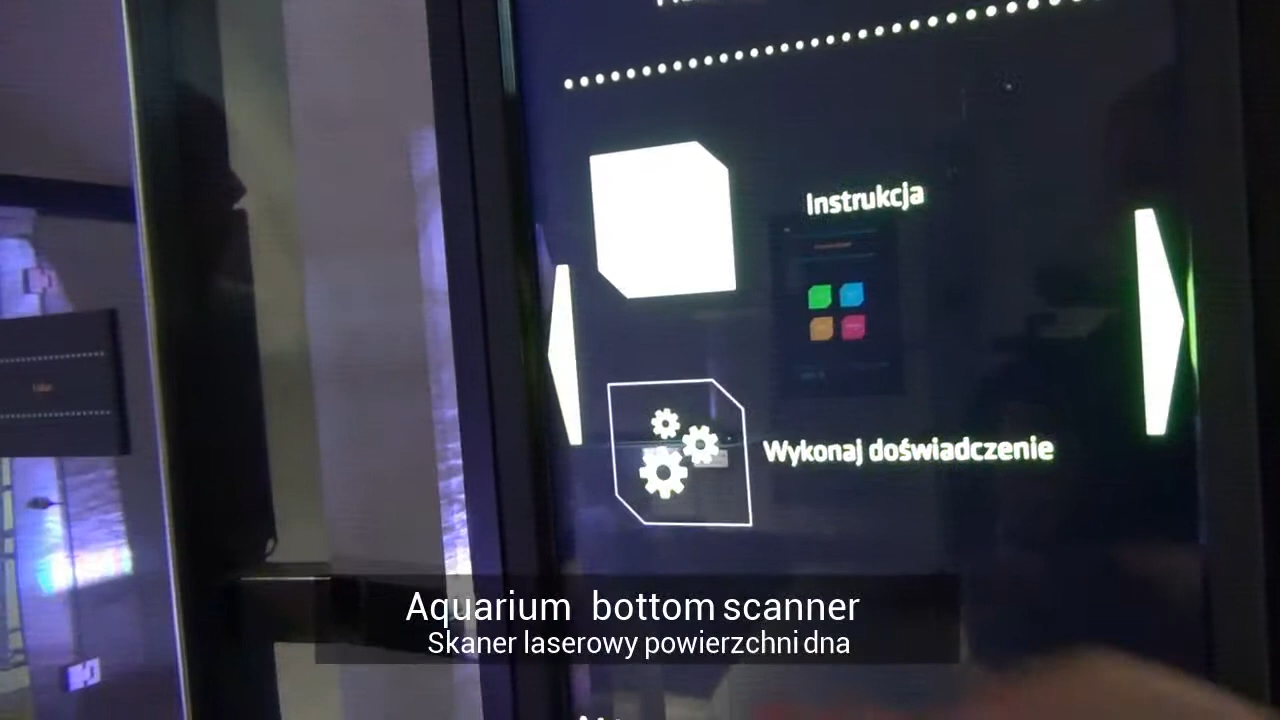 Instrukcja
Wykonaj doświadczenie
Aquarium bottom scanner
Skaner laserowy powierzchni dna